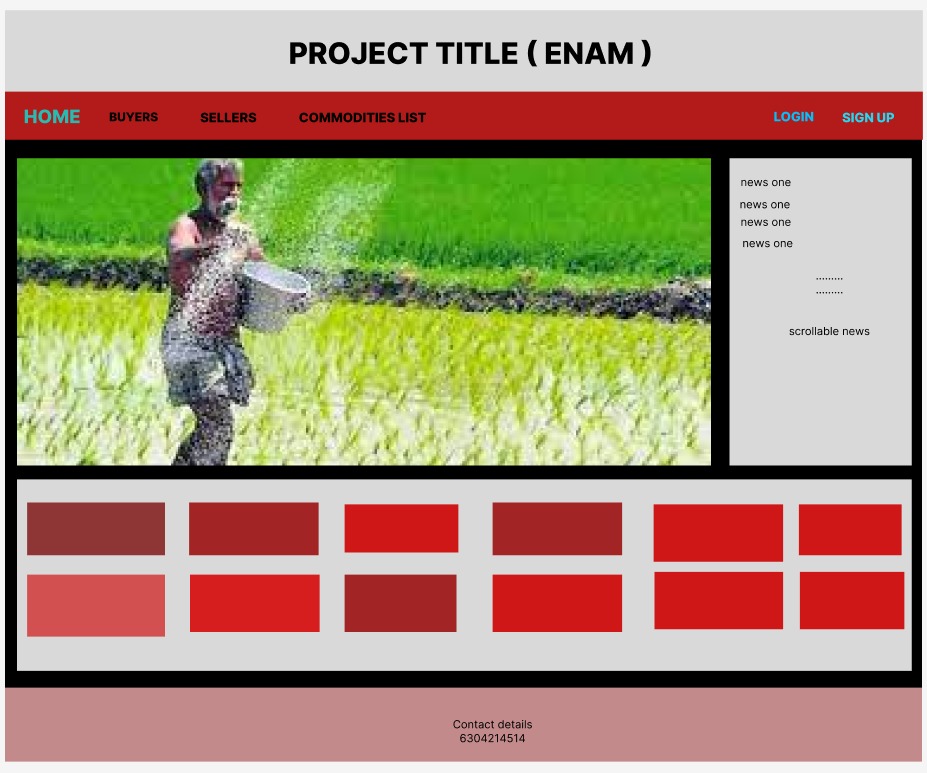 PROJECT TITLE ( ENAM )
HOME BUYERS SELLERS COMMODITIES LIST LOGIN SIGN UP
news one
news one
news one
news one
.........
.........
scrollable news
Contact details
6304214514